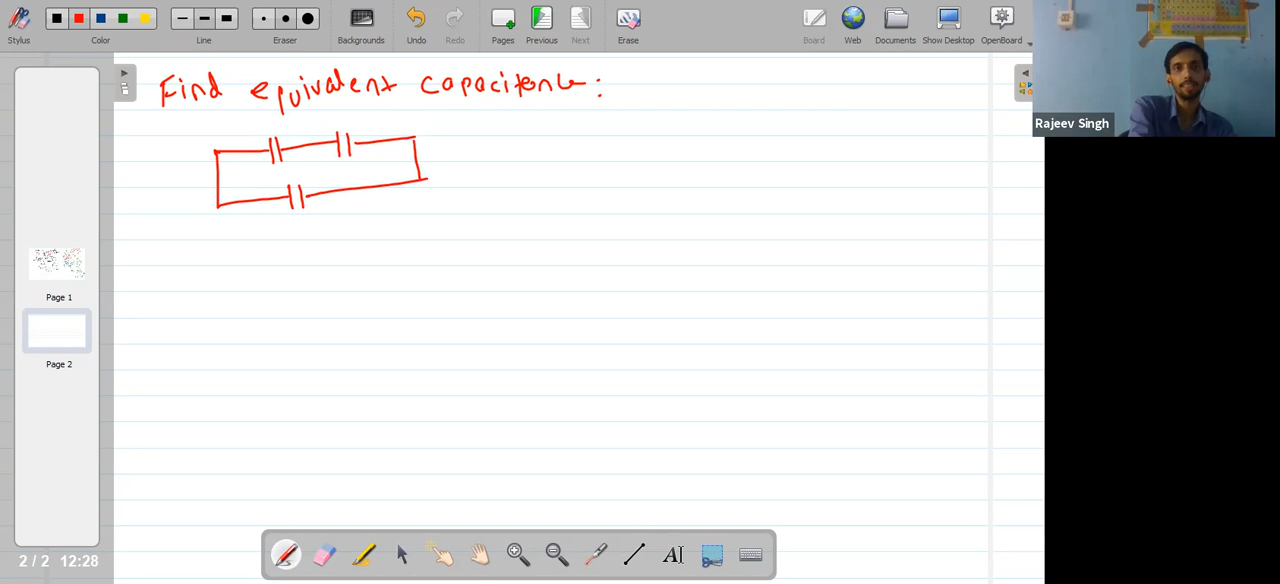 Stylus
Color
Line
Eraser
Backgrounds
Undo
Redo
Pages
Previous
Next
Erase
Board
Web
Documents
Show Desktop
OpenBoard
Rajeev Singh
Find equivalent capacitence:
Page 1
Page 2
2 / 2 12:28